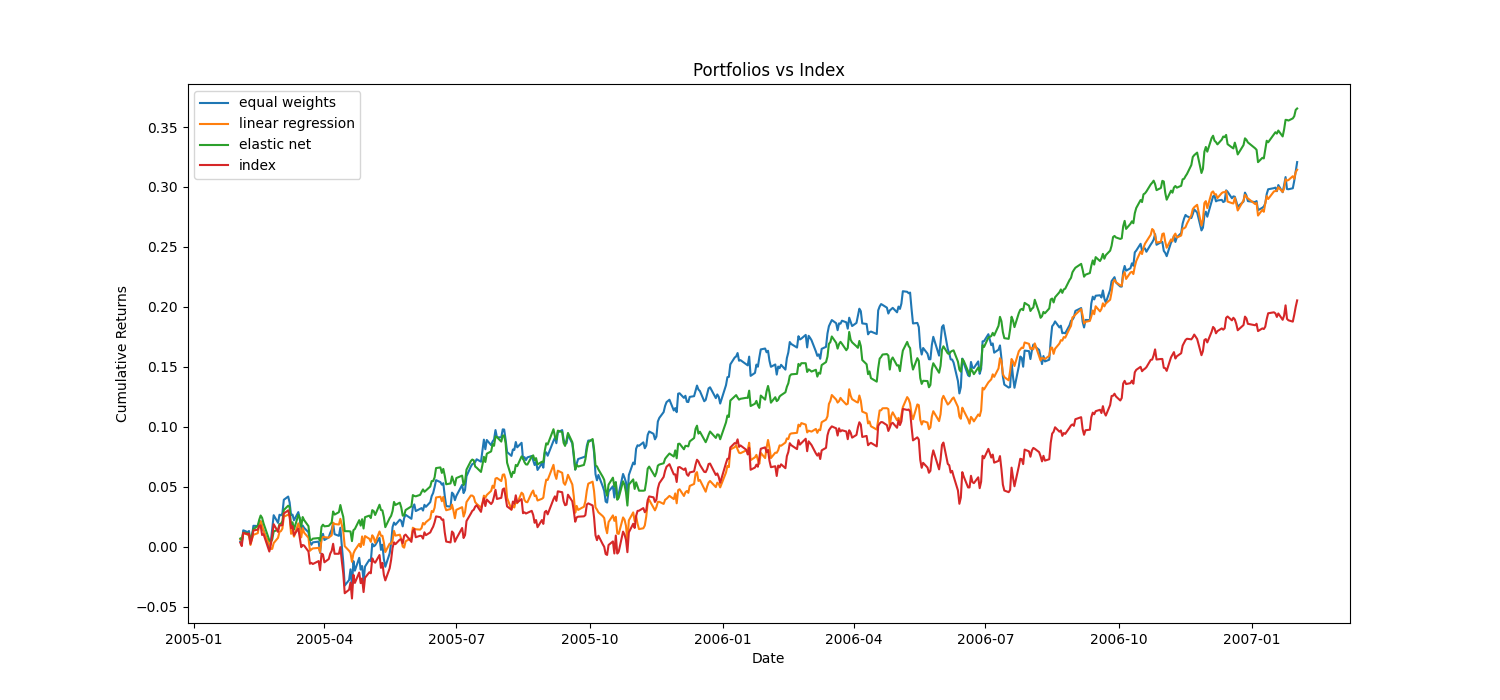 Portfolios vs Index
equal weights
linear regression
elastic net
index
Cumulative Returns
0.35
0.30
0.25
0.20
0.15
0.10
0.05
0.00
−0.05
2005-01 2005-04 2005-07 2005-10 2006-01 2006-04 2006-07 2006-10 2007-01
Date